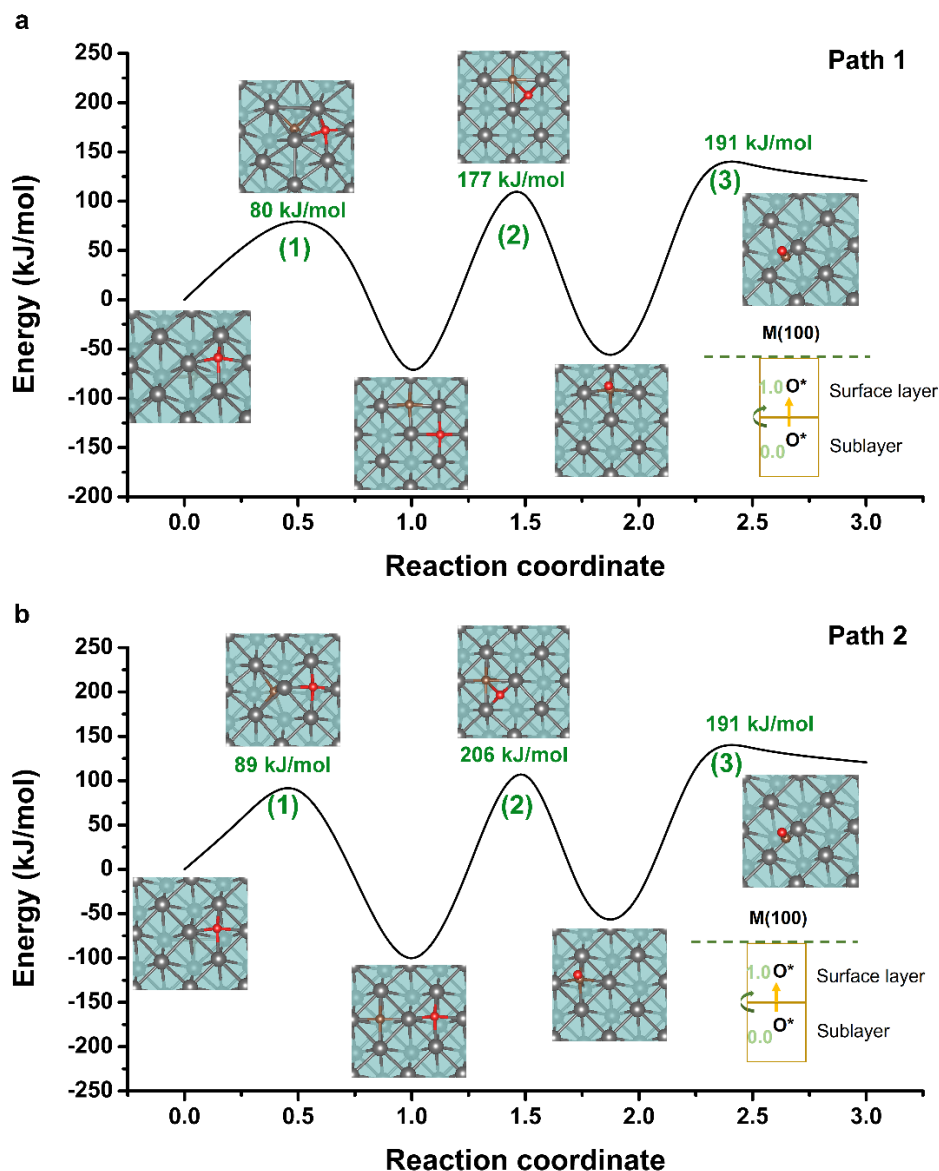 a
Path 1
250
200
150
100
50
0
-50
-100
-150
-200
Energy (kJ/mol)
80 kJ/mol
(1)
177 kJ/mol
(2)
191 kJ/mol
(3)
M(100)
1.0 O*
Surface layer
0.0 O*
Sublayer
0.0 0.5 1.0 1.5 2.0 2.5 3.0
Reaction coordinate
b
Path 2
250
200
150
100
50
0
-50
-100
-150
-200
-250
Energy (kJ/mol)
89 kJ/mol
(1)
206 kJ/mol
(2)
191 kJ/mol
(3)
M(100)
1.0 O*
Surface layer
0.0 O*
Sublayer
0.0 0.5 1.0 1.5 2.0 2.5 3.0
Reaction coordinate